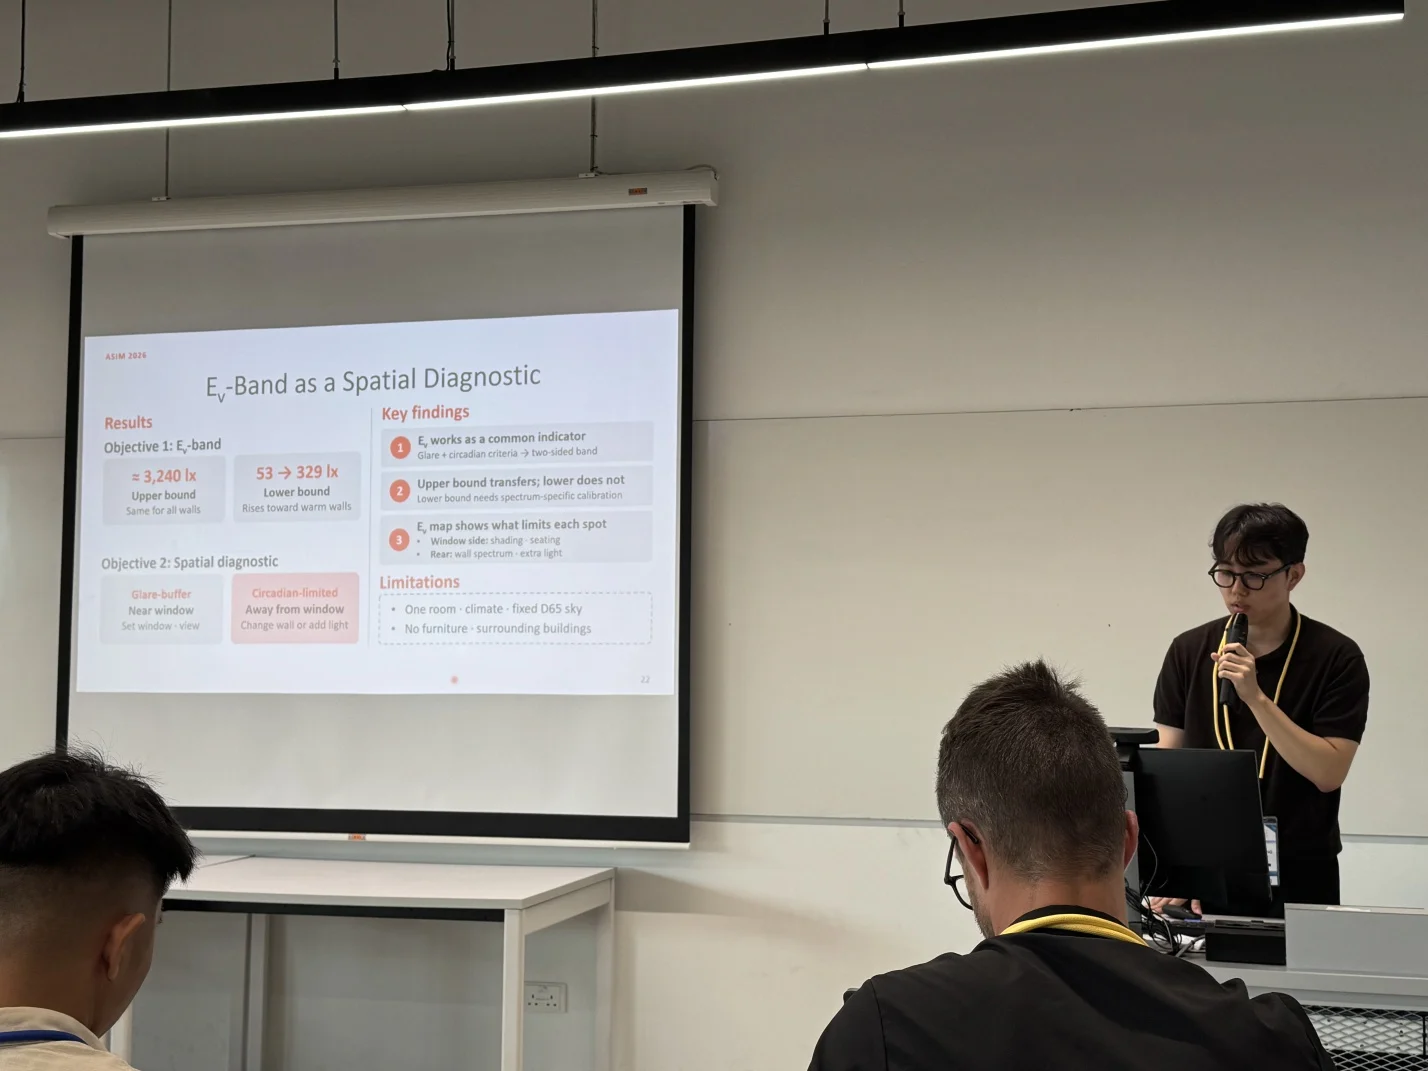 ASIM 2026
Ev-Band as a Spatial Diagnostic
Results
Objective 1: Ev-band
≈ 3,240 lx
Upper bound
Same for all walls
53 → 329 lx
Lower bound
Rises toward warm walls
Objective 2: Spatial diagnostic
Glare-buffer
Near window
Set window · view
Circadian-limited
Away from window
Change wall or add light
Key findings
1
Ev works as a common indicator
Glare + circadian criteria → two-sided band
2
Upper bound transfers; lower does not
Lower bound needs spectrum-specific calibration
3
Ev map shows what limits each spot
• Window side: shading · seating
• Rear: wall spectrum · extra light
Limitations
• One room · climate · fixed D65 sky
• No furniture · surrounding buildings
22